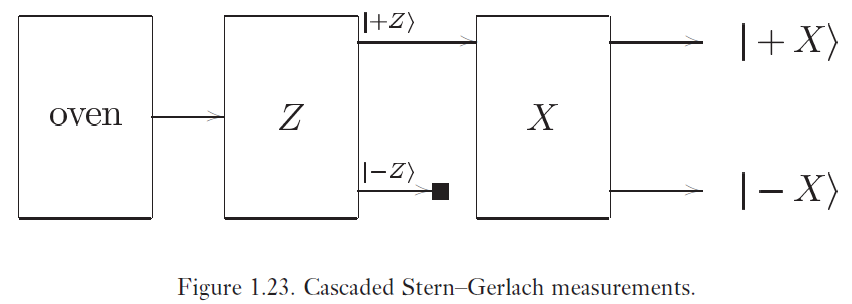 |+Z⟩
|+X⟩
oven
Z
X
|−Z⟩
|−X⟩
Figure 1.23. Cascaded Stern–Gerlach measurements.